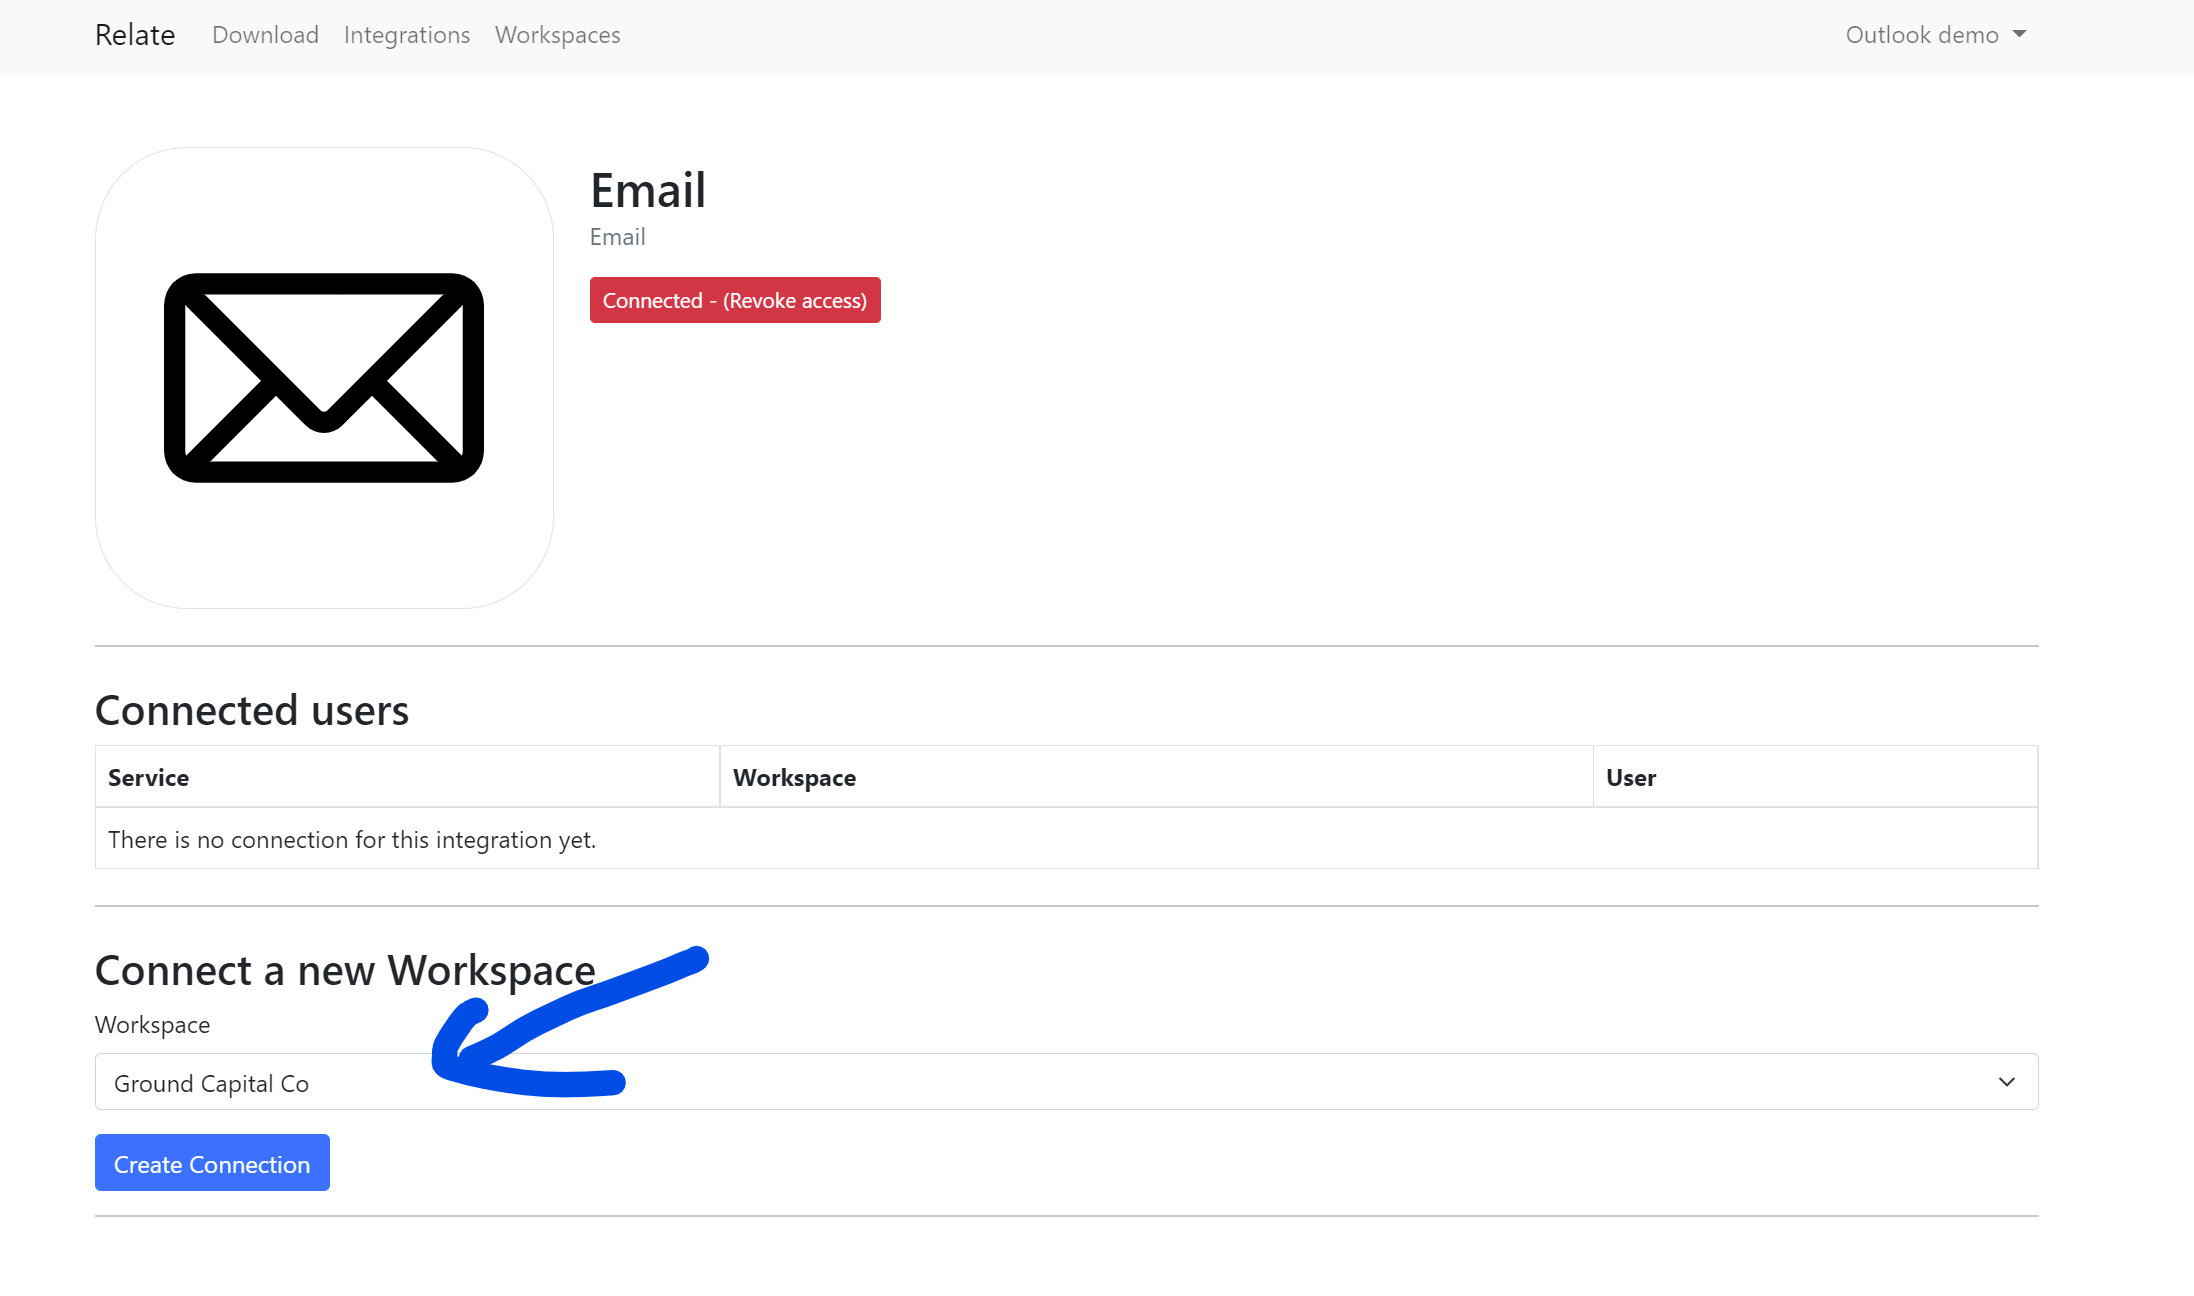 Relate Download Integrations Workspaces Outlook demo
Email
Email
Connected - (Revoke access)
Connected users
Service Workspace User
There is no connection for this integration yet.
Connect a new Workspace
Workspace
Ground Capital Co
Create Connection